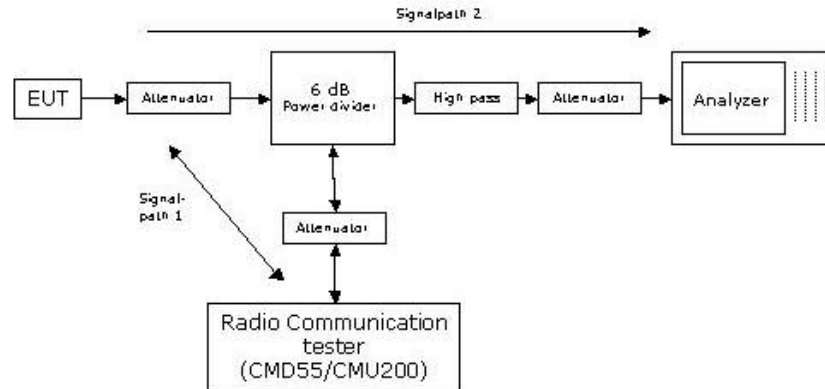 Signalpath 2
EUT
Attenuator
6 dB
Power divider
High pass
Attenuator
Analyzer
Signal-
path 1
Attenuator
Radio Communication
tester
(CMD55/CMU200)